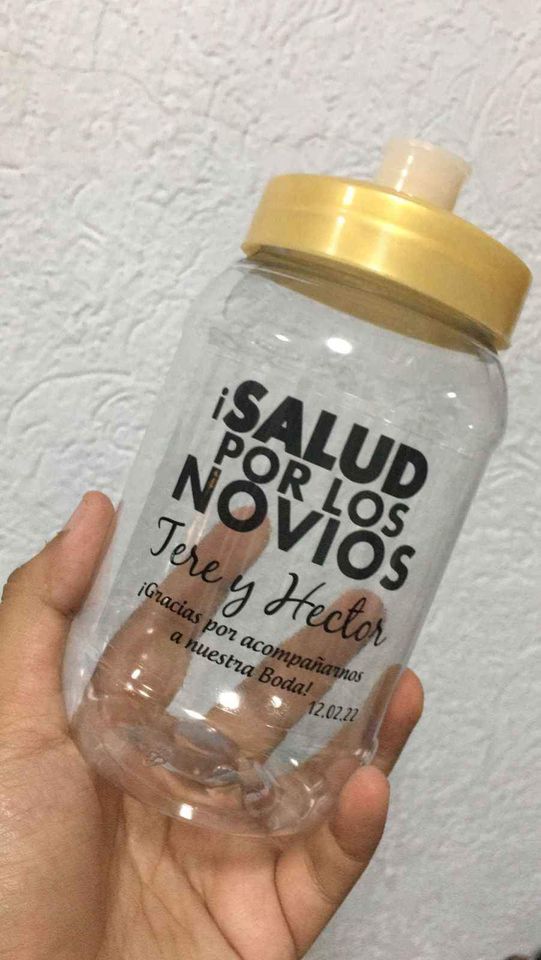 ¡SALUD
POR LOS
NOVIOS
Tere y Hector
¡Gracias por acompañarnos
a nuestra Boda!
12.02.22